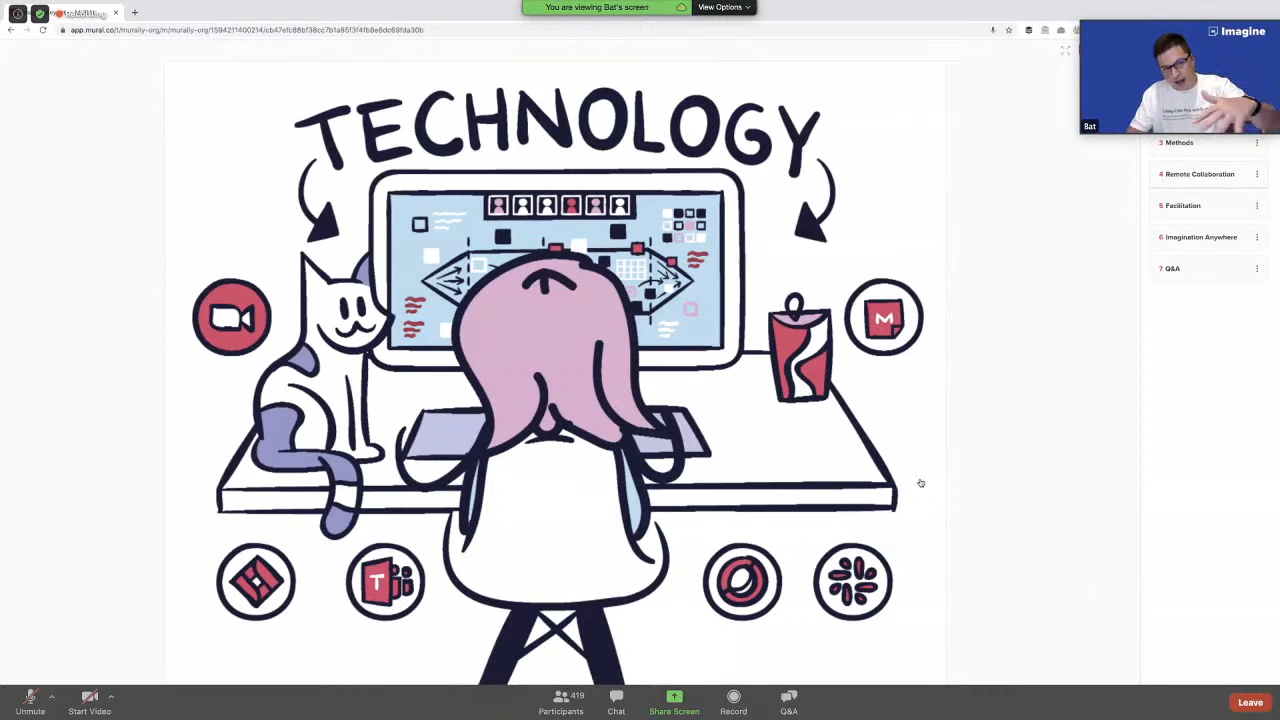 You are viewing Bat's screen
View Options
app.mural.co/t/murally-org/m/murally-org/1594211400214/cb47efc88bf38cc7b1a85f3f4fb8e8dc69fda30b
Imagine
Bat
TECHNOLOGY
3 Methods
4 Remote Collaboration
5 Facilitation
6 Imagination Anywhere
7 Q&A
M
T
Unmute
Start Video
419
Participants
Chat
Share Screen
Record
Q&A
Leave